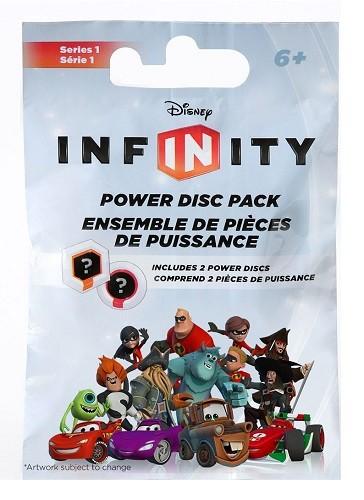 Series 1
Série 1
6+
Disney
INFINITY
POWER DISC PACK
ENSEMBLE DE PIÈCES
DE PUISSANCE
?
?
INCLUDES 2 POWER DISCS
COMPREND 2 PIÈCES DE PUISSANCE
*Artwork subject to change